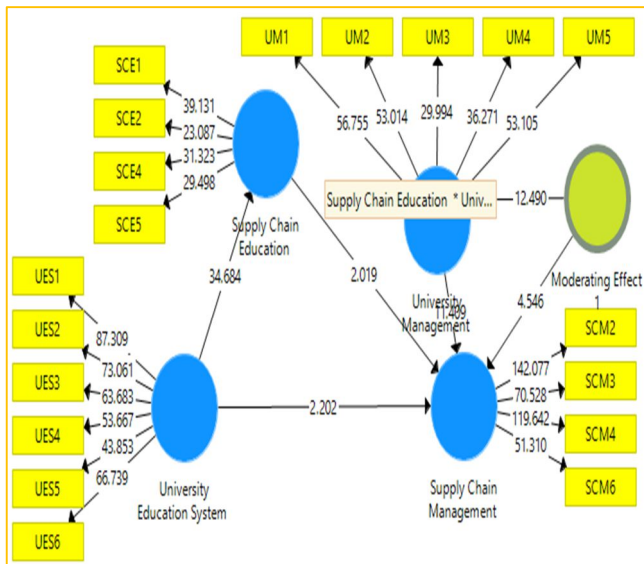 UM1
UM2
UM3
UM4
UM5
SCE1
SCE2
SCE4
SCE5
39.131
23.087
31.323
29.498
56.755
53.014
29.994
36.271
53.105
Supply Chain Education * Univ...
12.490
Supply Chain
Education
University
Management
Moderating Effect
1
34.684
2.019
11.409
4.546
UES1
UES2
UES3
UES4
UES5
UES6
87.309
73.061
63.683
53.667
43.853
66.739
2.202
University
Education System
Supply Chain
Management
142.077
70.528
119.642
51.310
SCM2
SCM3
SCM4
SCM6